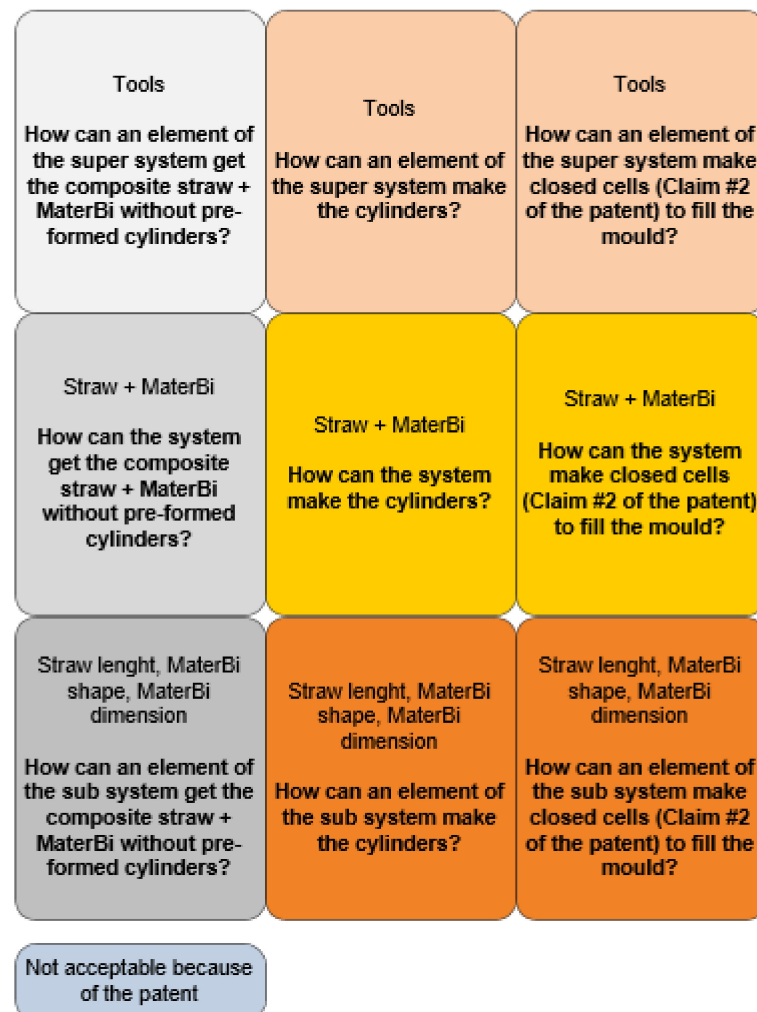 Tools
How can an element of
the super system get
the composite straw +
MaterBi without pre-
formed cylinders?
Tools
How can an element of
the super system make
the cylinders?
Tools
How can an element of
the super system make
closed cells (Claim #2
of the patent) to fill the
mould?
Straw + MaterBi
How can the system
get the composite
straw + MaterBi
without pre-formed
cylinders?
Straw + MaterBi
How can the system
make the cylinders?
Straw + MaterBi
How can the system
make closed cells
(Claim #2 of the patent)
to fill the mould?
Straw lenght, MaterBi
shape, MaterBi
dimension
How can an element of
the sub system get the
composite straw +
MaterBi without pre-
formed cylinders?
Straw lenght, MaterBi
shape, MaterBi
dimension
How can an element of
the sub system make
the cylinders?
Straw lenght, MaterBi
shape, MaterBi
dimension
How can an element of
the sub system make
closed cells (Claim #2
of the patent) to fill the
mould?
Not acceptable because
of the patent